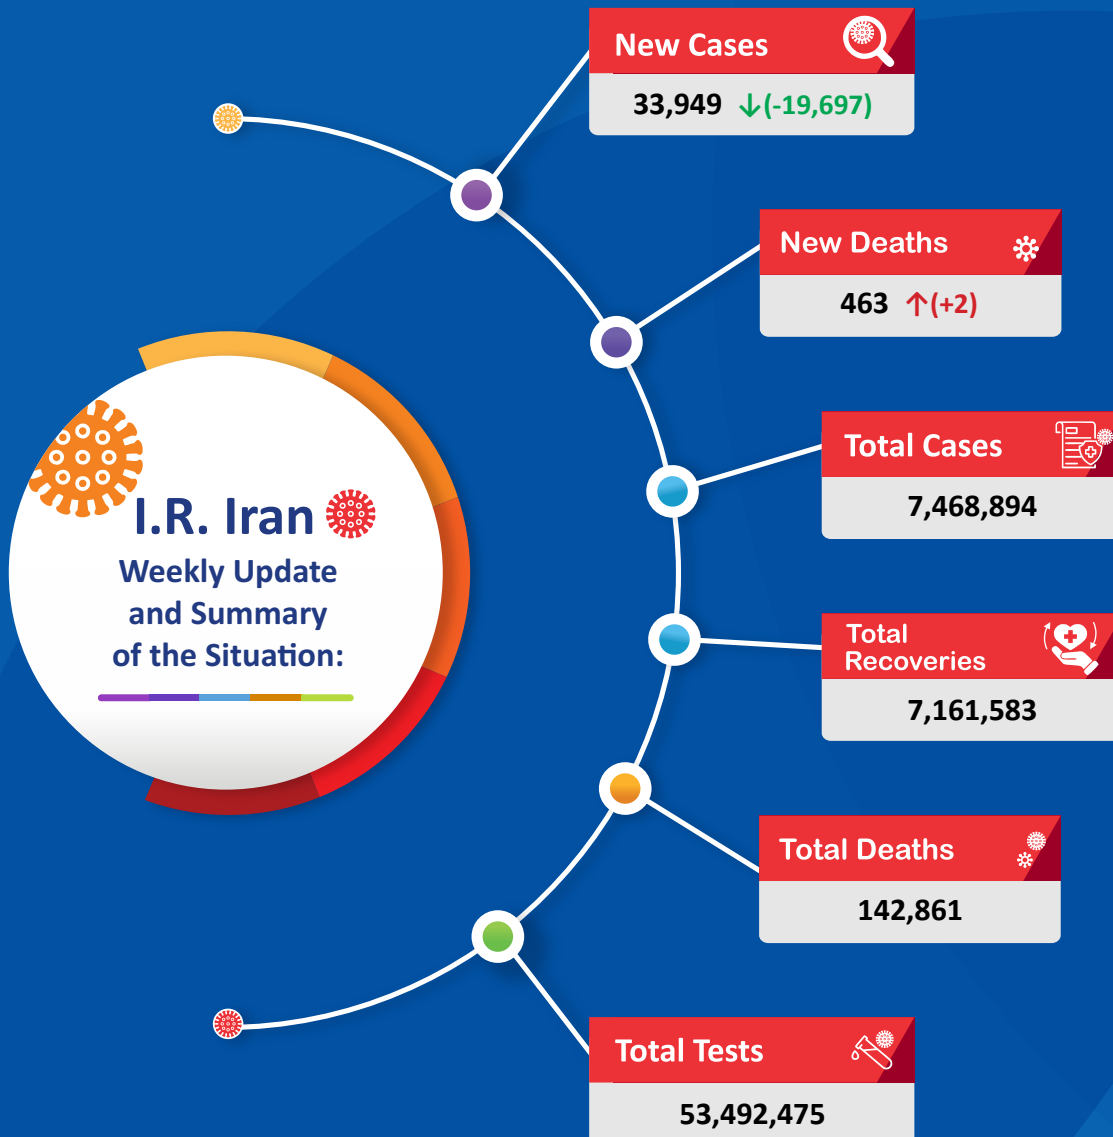 New Cases
33,949 ↓(-19,697)
New Deaths
463 ↑(+2)
Total Cases
7,468,894
I.R. Iran
Weekly Update
and Summary
of the Situation:
Total
Recoveries
7,161,583
Total Deaths
142,861
Total Tests
53,492,475